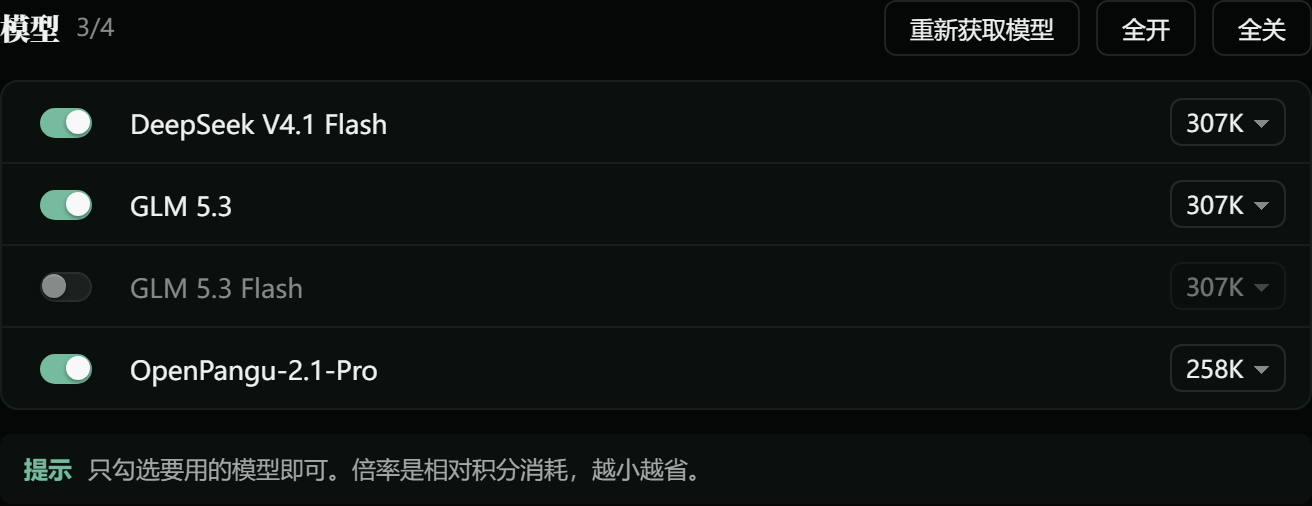 模型 3/4 重新获取模型 全开 全关
DeepSeek V4.1 Flash 307K
GLM 5.3 307K
GLM 5.3 Flash 307K
OpenPangu-2.1-Pro 258K
提示 只勾选要用的模型即可。倍率是相对积分消耗，越小越省。